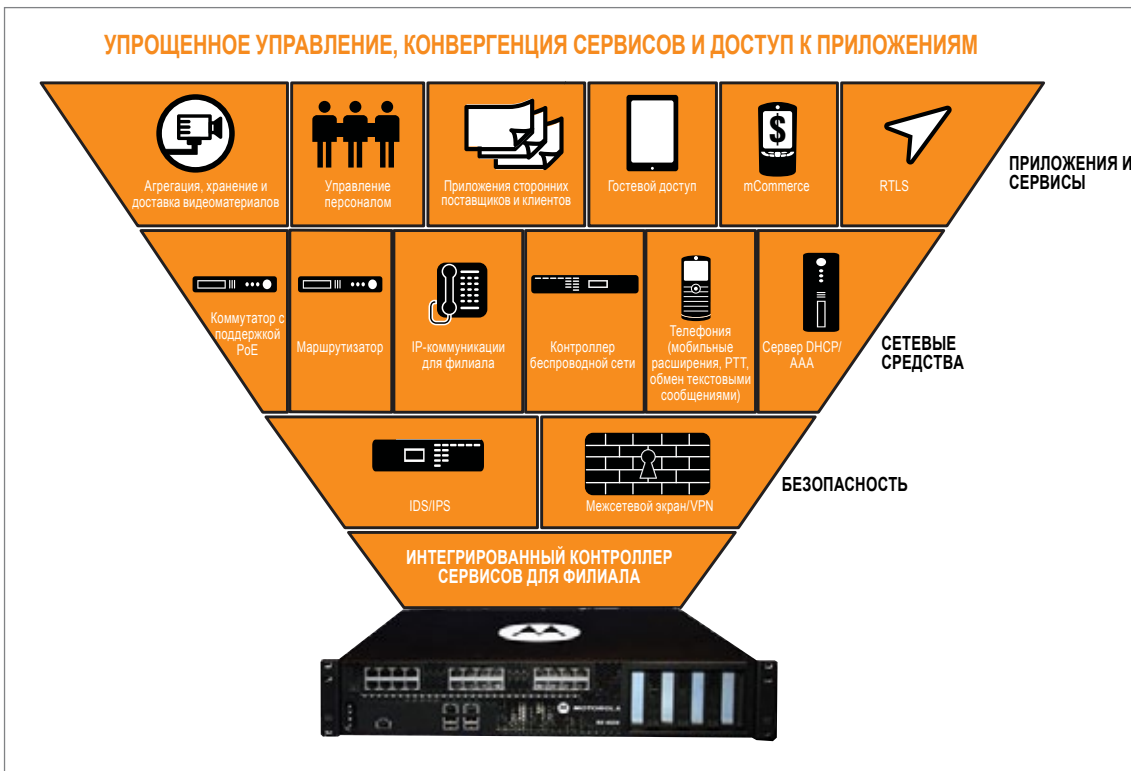 УПРОЩЕННОЕ УПРАВЛЕНИЕ, КОНВЕРГЕНЦИЯ СЕРВИСОВ И ДОСТУП К ПРИЛОЖЕНИЯМ
Агрегация, хранение и
доставка видеоматериалов
Управление
персоналом
Приложения сторонних
поставщиков и клиентов
Гостевой доступ
$
mCommerce
RTLS
ПРИЛОЖЕНИЯ И
СЕРВИСЫ
Коммутатор с
поддержкой
PoE
Маршрутизатор
IP-коммуникации
для филиала
Контроллер
беспроводной сети
Телефония
(мобильные
расширения, PTT,
обмен текстовыми
сообщениями)
Сервер DHCP/
AAA
СЕТЕВЫЕ
СРЕДСТВА
IDS/IPS
Межсетевой экран/VPN
БЕЗОПАСНОСТЬ
ИНТЕГРИРОВАННЫЙ КОНТРОЛЛЕР
СЕРВИСОВ ДЛЯ ФИЛИАЛА
MOTOROLA